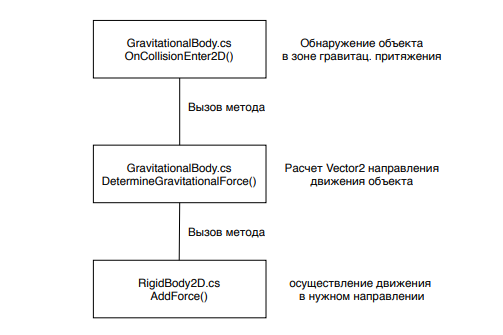 GravitationalBody.cs
OnCollisionEnter2D()
Обнаружение объекта
в зоне гравитац. притяжения
Вызов метода
GravitationalBody.cs
DetermineGravitationalForce()
Расчет Vector2 направления
движения объекта
Вызов метода
RigidBody2D.cs
AddForce()
осуществление движения
в нужном направлении